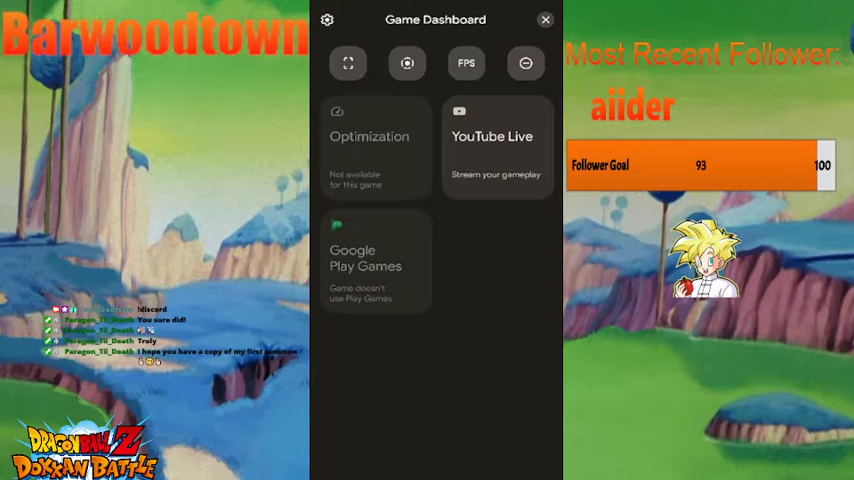 Barwoodtown
Game Dashboard
Most Recent Follower:
aiider
FPS
Optimization
Not available
for this game
YouTube Live
Stream your gameplay
Follower Goal 93 100
Google
Play Games
Game doesn't
use Play Games
!discord
Paragon_Til_Death You sure did!
Paragon_Til_Death
Paragon_Til_Death Troly
Paragon_Til_Death I hope you have a copy of my first summon
DRAGON BALL Z
DOKKAN BATTLE